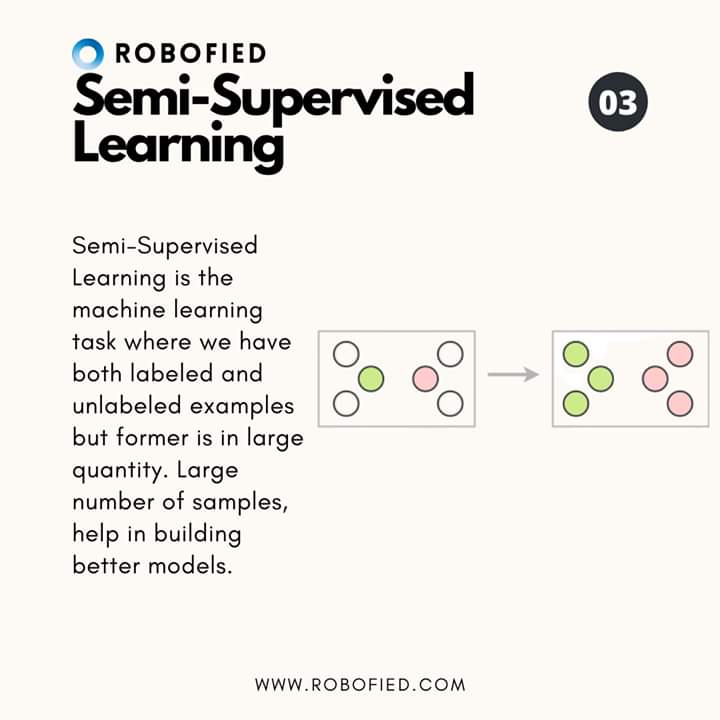 ROBOFIED
Semi-Supervised
Learning
03
Semi-Supervised
Learning is the
machine learning
task where we have
both labeled and
unlabeled examples
but former is in large
quantity. Large
number of samples,
help in building
better models.
WWW.ROBOFIED.COM